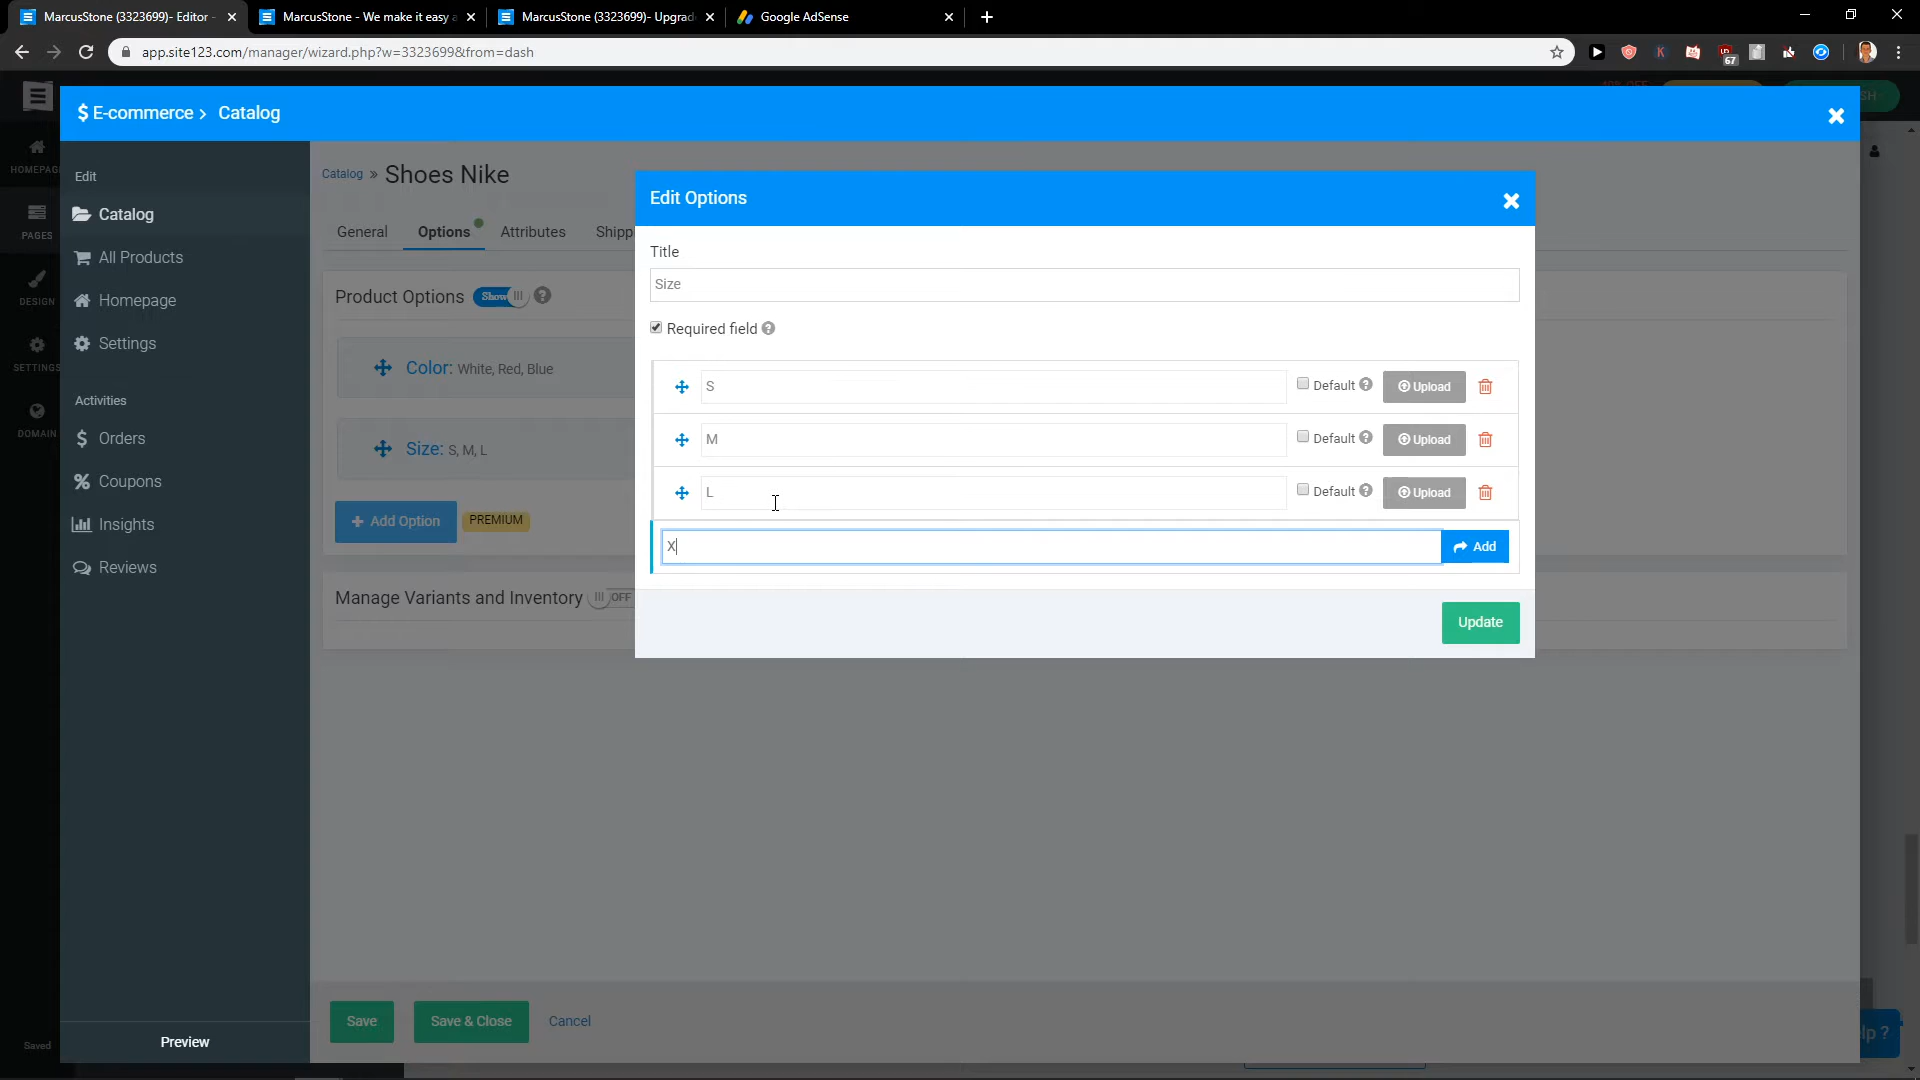 MarcusStone (3323699)- Editor -
MarcusStone - We make it easy a
MarcusStone (3323699)- Upgrad
Google AdSense
app.site123.com/manager/wizard.php?w=3323699&from=dash
67
$ E-commerce > Catalog
HOMEPAG
PAGES
DESIGN
SETTINGS
DOMAIN
Saved
Edit
Catalog
All Products
Homepage
Settings
Activities
Orders
Coupons
Insights
Reviews
Preview
Catalog » Shoes Nike
General
Options
Attributes
Shipp
Product Options
Show
Color: White, Red, Blue
Size: S, M, L
+ Add Option
PREMIUM
Manage Variants and Inventory
OFF
Edit Options
Title
Size
Required field
S
Default
Upload
M
Default
Upload
L
Default
Upload
X
Add
Update
Save
Save & Close
Cancel
lp ?